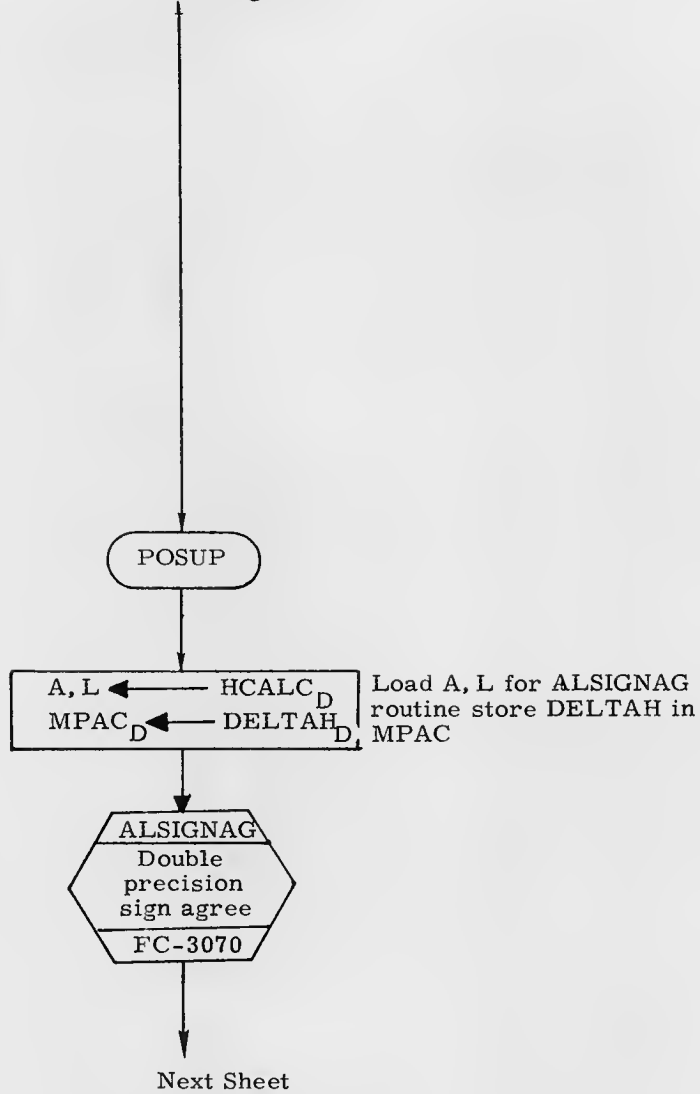 POSUP
A, L HCALC_D Load A, L for ALSIGNAG
routine store DELTAH in
MPAC_D DELTAH_D, MPAC
ALSIGNAG
Double
precision
sign agree
FC-3070
Next Sheet